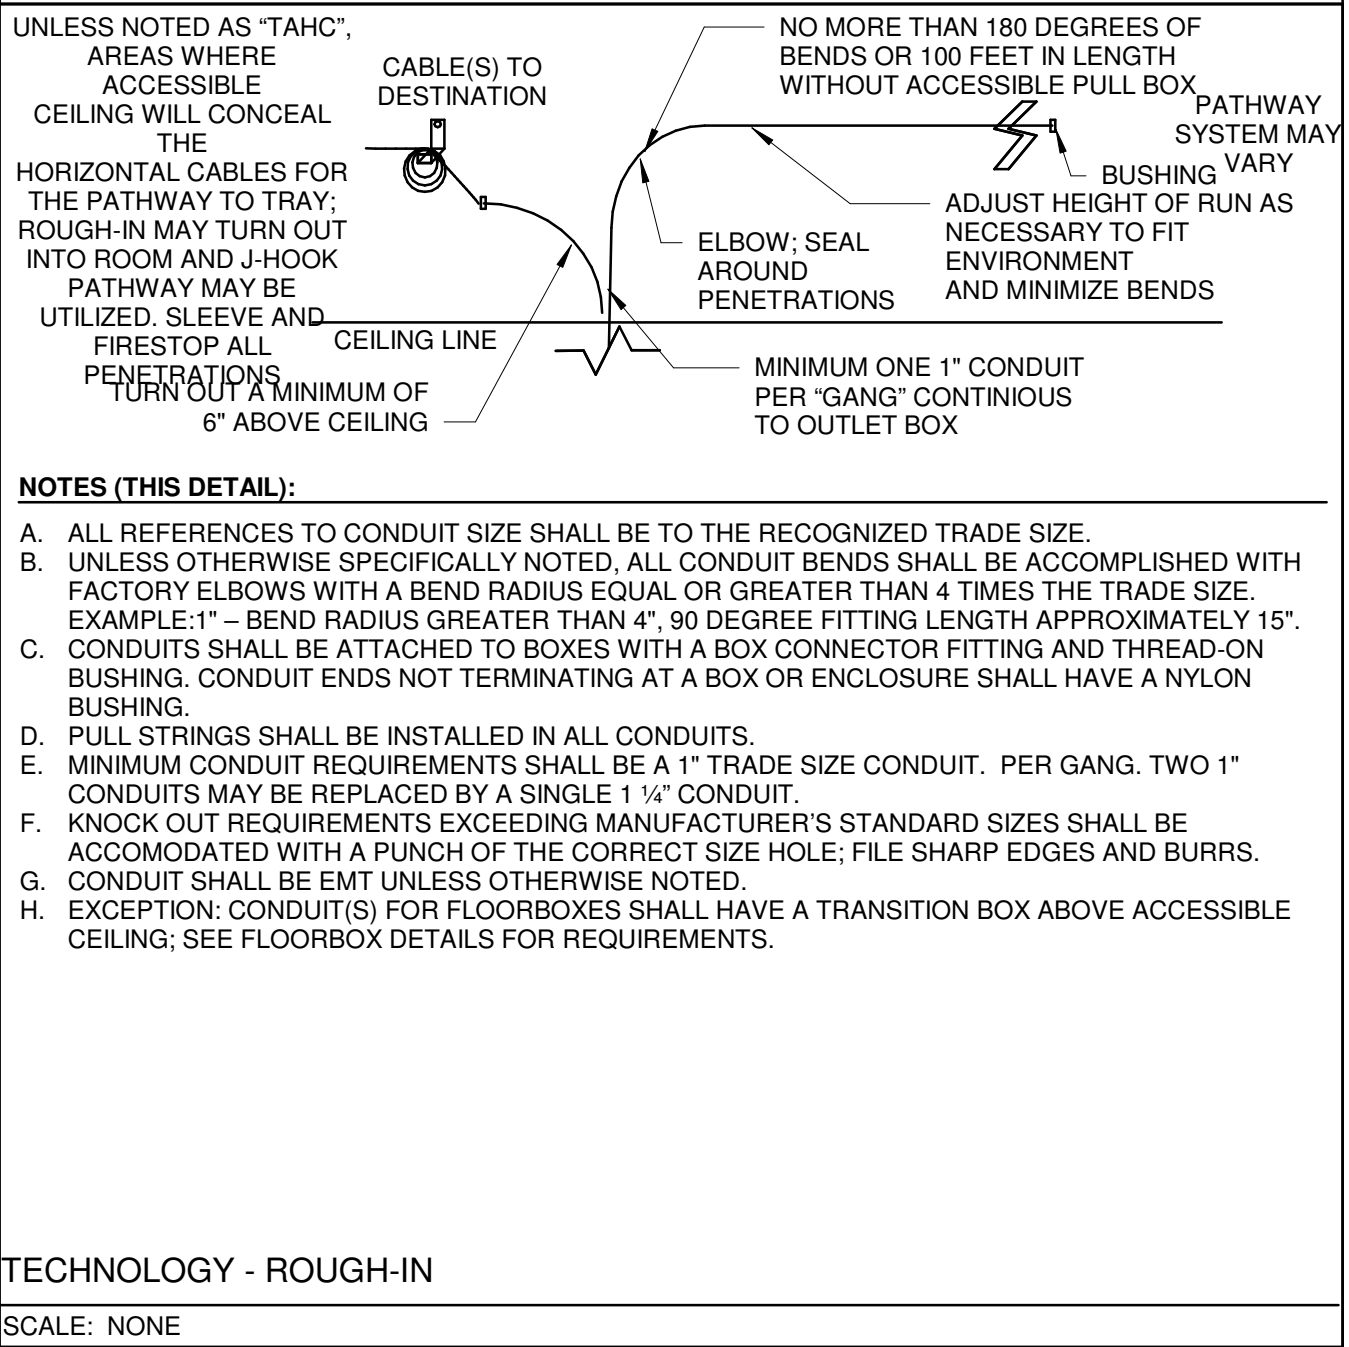 UNLESS NOTED AS “TAHC”,
AREAS WHERE
ACCESSIBLE
CEILING WILL CONCEAL
THE
HORIZONTAL CABLES FOR
THE PATHWAY TO TRAY;
ROUGH-IN MAY TURN OUT
INTO ROOM AND J-HOOK
PATHWAY MAY BE
UTILIZED. SLEEVE AND
FIRESTOP ALL
PENETRATIONS
CABLE(S) TO
DESTINATION
NO MORE THAN 180 DEGREES OF
BENDS OR 100 FEET IN LENGTH
WITHOUT ACCESSIBLE PULL BOX
PATHWAY
SYSTEM MAY
VARY
BUSHING
ADJUST HEIGHT OF RUN AS
NECESSARY TO FIT
ENVIRONMENT
AND MINIMIZE BENDS
ELBOW; SEAL
AROUND
PENETRATIONS
CEILING LINE
TURN OUT A MINIMUM OF
6" ABOVE CEILING
MINIMUM ONE 1" CONDUIT
PER “GANG” CONTINIOUS
TO OUTLET BOX
NOTES (THIS DETAIL):
A. ALL REFERENCES TO CONDUIT SIZE SHALL BE TO THE RECOGNIZED TRADE SIZE.
B. UNLESS OTHERWISE SPECIFICALLY NOTED, ALL CONDUIT BENDS SHALL BE ACCOMPLISHED WITH
FACTORY ELBOWS WITH A BEND RADIUS EQUAL OR GREATER THAN 4 TIMES THE TRADE SIZE.
EXAMPLE:1" – BEND RADIUS GREATER THAN 4", 90 DEGREE FITTING LENGTH APPROXIMATELY 15".
C. CONDUITS SHALL BE ATTACHED TO BOXES WITH A BOX CONNECTOR FITTING AND THREAD-ON
BUSHING. CONDUIT ENDS NOT TERMINATING AT A BOX OR ENCLOSURE SHALL HAVE A NYLON
BUSHING.
D. PULL STRINGS SHALL BE INSTALLED IN ALL CONDUITS.
E. MINIMUM CONDUIT REQUIREMENTS SHALL BE A 1" TRADE SIZE CONDUIT. PER GANG. TWO 1"
CONDUITS MAY BE REPLACED BY A SINGLE 1 ¼” CONDUIT.
F. KNOCK OUT REQUIREMENTS EXCEEDING MANUFACTURER’S STANDARD SIZES SHALL BE
ACCOMODATED WITH A PUNCH OF THE CORRECT SIZE HOLE; FILE SHARP EDGES AND BURRS.
G. CONDUIT SHALL BE EMT UNLESS OTHERWISE NOTED.
H. EXCEPTION: CONDUIT(S) FOR FLOORBOXES SHALL HAVE A TRANSITION BOX ABOVE ACCESSIBLE
CEILING; SEE FLOORBOX DETAILS FOR REQUIREMENTS.
TECHNOLOGY - ROUGH-IN
SCALE: NONE